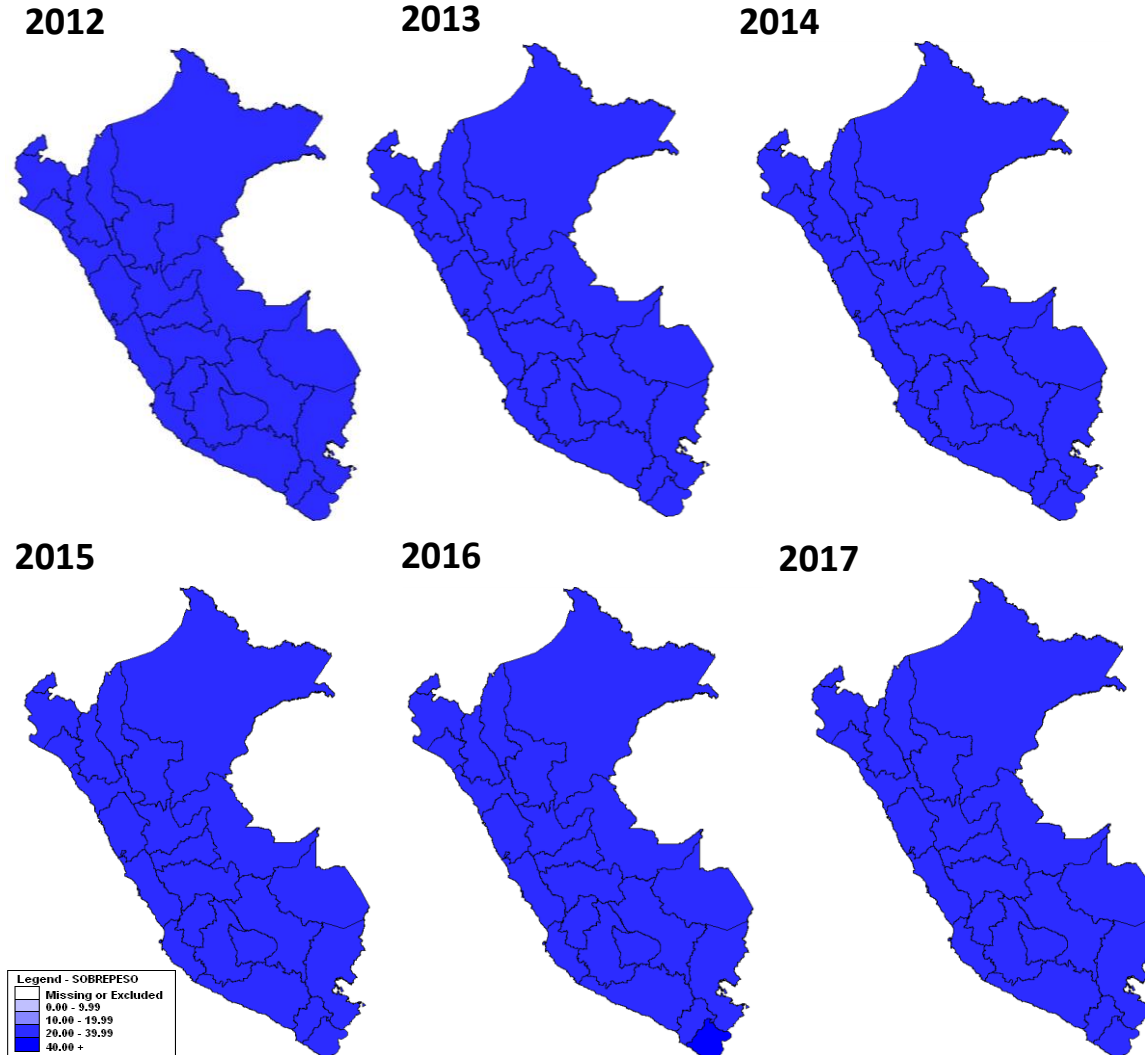 2012
2013
2014
2015
2016
2017
Legend - SOBREPESO
Missing or Excluded
0.00 - 9.99
10.00 - 19.99
20.00 - 39.99
40.00 +